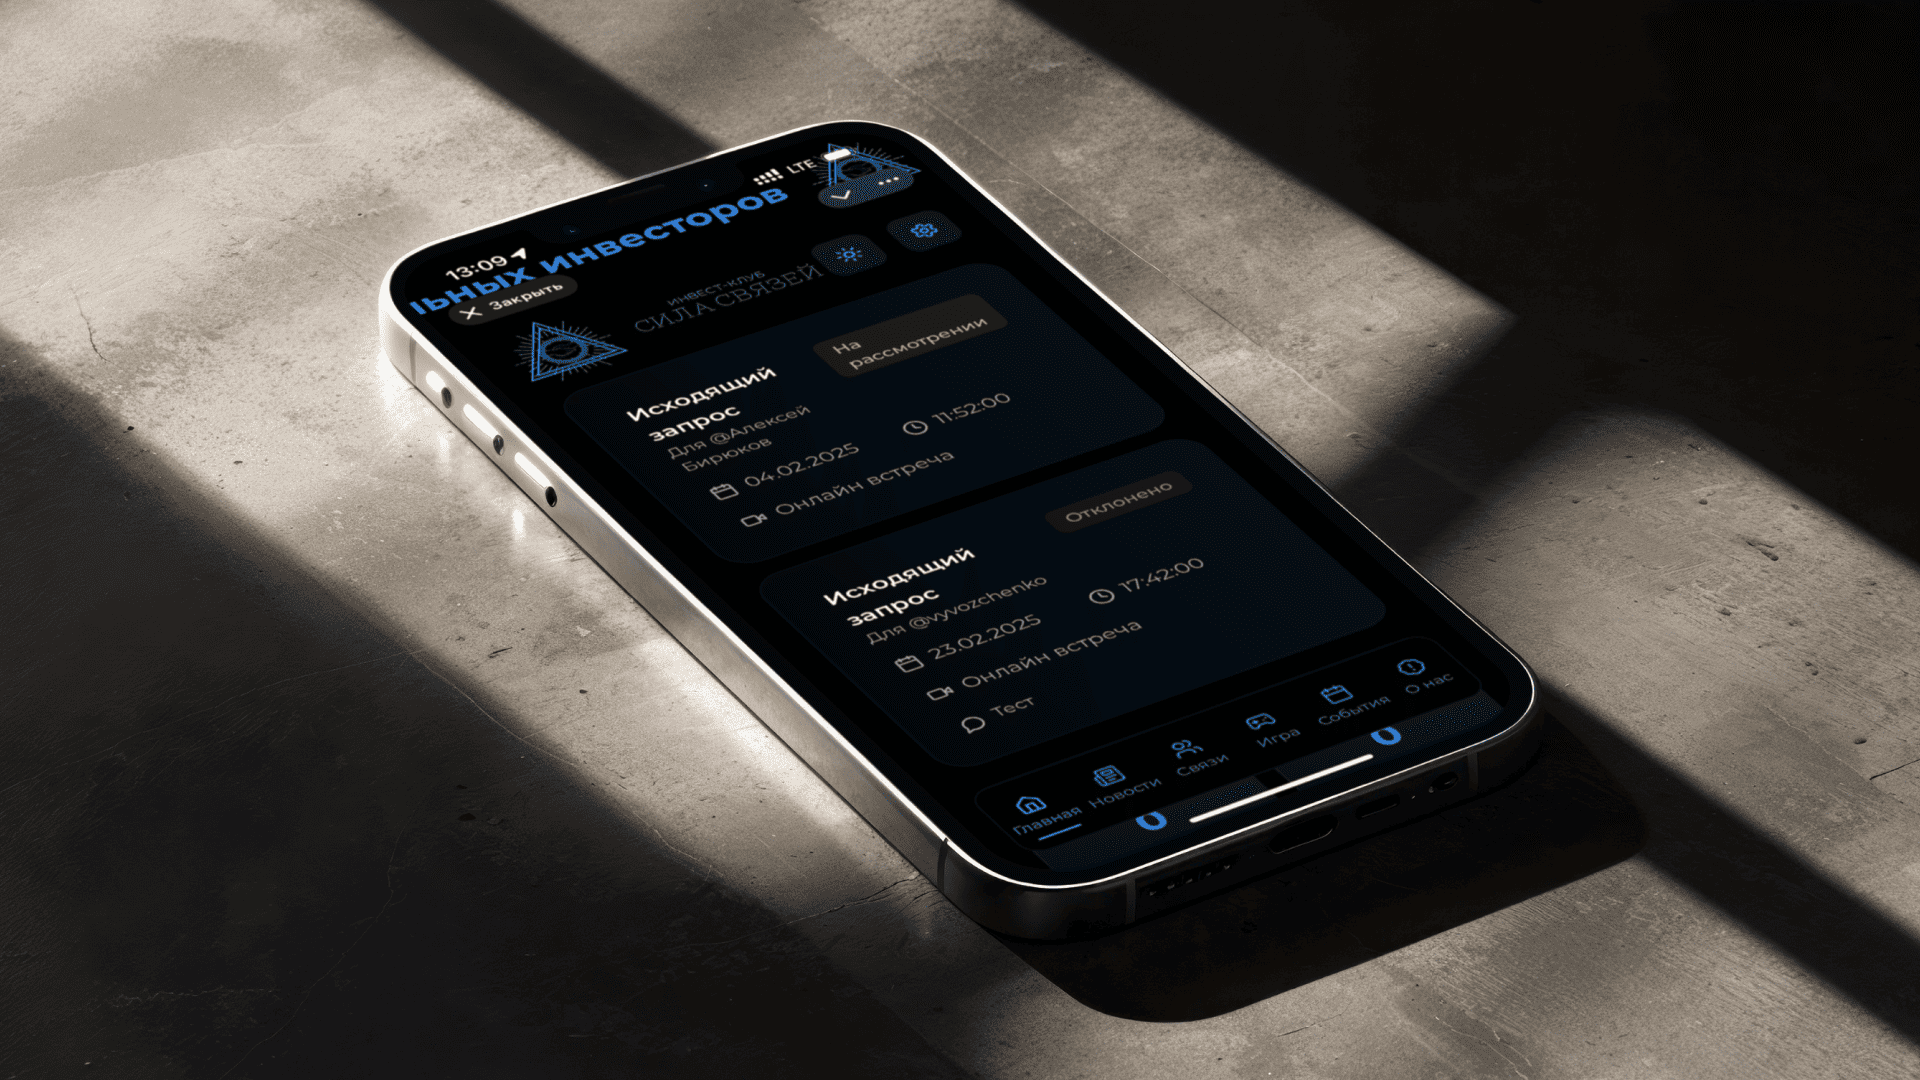 13:09
LTE
ьных инвесторов
Закрыть
ИНВЕСТ-КЛУБ
СИЛА СВЯЗЕЙ
Исходящий
запрос
На
рассмотрении
Для @Алексей
Бирюков
04.02.2025
11:52:00
Онлайн встреча
Исходящий
запрос
Отклонено
Для @vyvozchenko
23.02.2025
17:42:00
Онлайн встреча
Тест
Главная
Новости
Связи
Игра
События
О нас